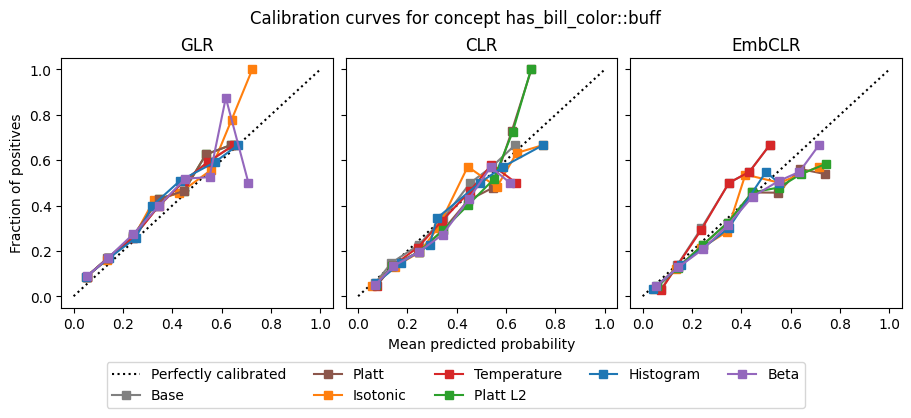 Calibration curves for concept has_bill_color::buff
GLR
CLR
EmbCLR
Fraction of positives
1.0
0.8
0.6
0.4
0.2
0.0
0.0 0.2 0.4 0.6 0.8 1.0
0.0 0.2 0.4 0.6 0.8 1.0
0.0 0.2 0.4 0.6 0.8 1.0
Mean predicted probability
Perfectly calibrated
Base
Platt
Isotonic
Temperature
Platt L2
Histogram
Beta